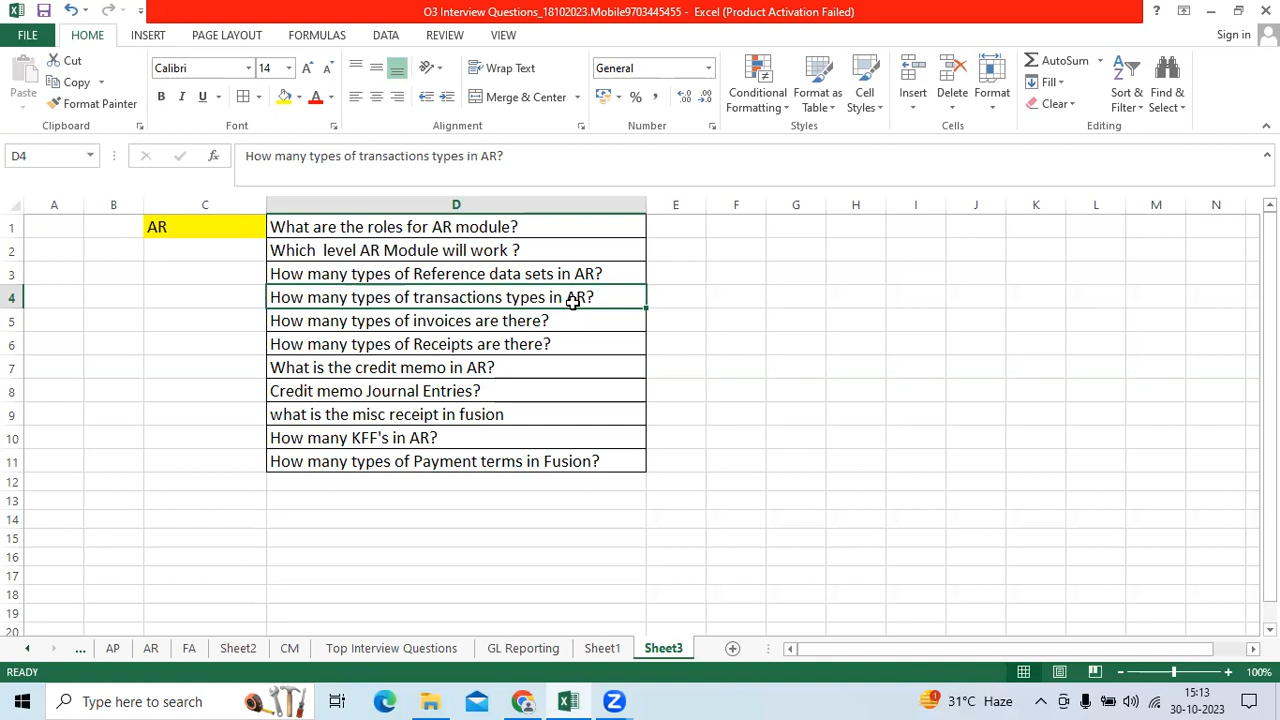 O3 Interview Questions_18102023.Mobile9703445455 - Excel (Product Activation Failed)
FILE HOME INSERT PAGE LAYOUT FORMULAS DATA REVIEW VIEW Sign in
Paste Cut Copy Format Painter
Calibri 14
B I U A
Wrap Text
Merge & Center
General
% ,
Conditional Formatting
Format as Table
Cell Styles
Insert Delete Format
AutoSum
Fill
Clear
Sort & Filter
Find & Select
Clipboard Font Alignment Number Styles Cells Editing
D4 fx How many types of transactions types in AR?
A B C D E F G H I J K L M N
1 AR What are the roles for AR module?
2 Which  level AR Module will work ?
3 How many types of Reference data sets in AR?
4 How many types of transactions types in AR?
5 How many types of invoices are there?
6 How many types of Receipts are there?
7 What is the credit memo in AR?
8 Credit memo Journal Entries?
9 what is the misc receipt in fusion
10 How many KFF's in AR?
11 How many types of Payment terms in Fusion?
12
13
14
15
16
17
18
19
20
... AP AR FA Sheet2 CM Top Interview Questions GL Reporting Sheet1 Sheet3
READY 100%
Type here to search 31°C Haze 15:13
30-10-2023